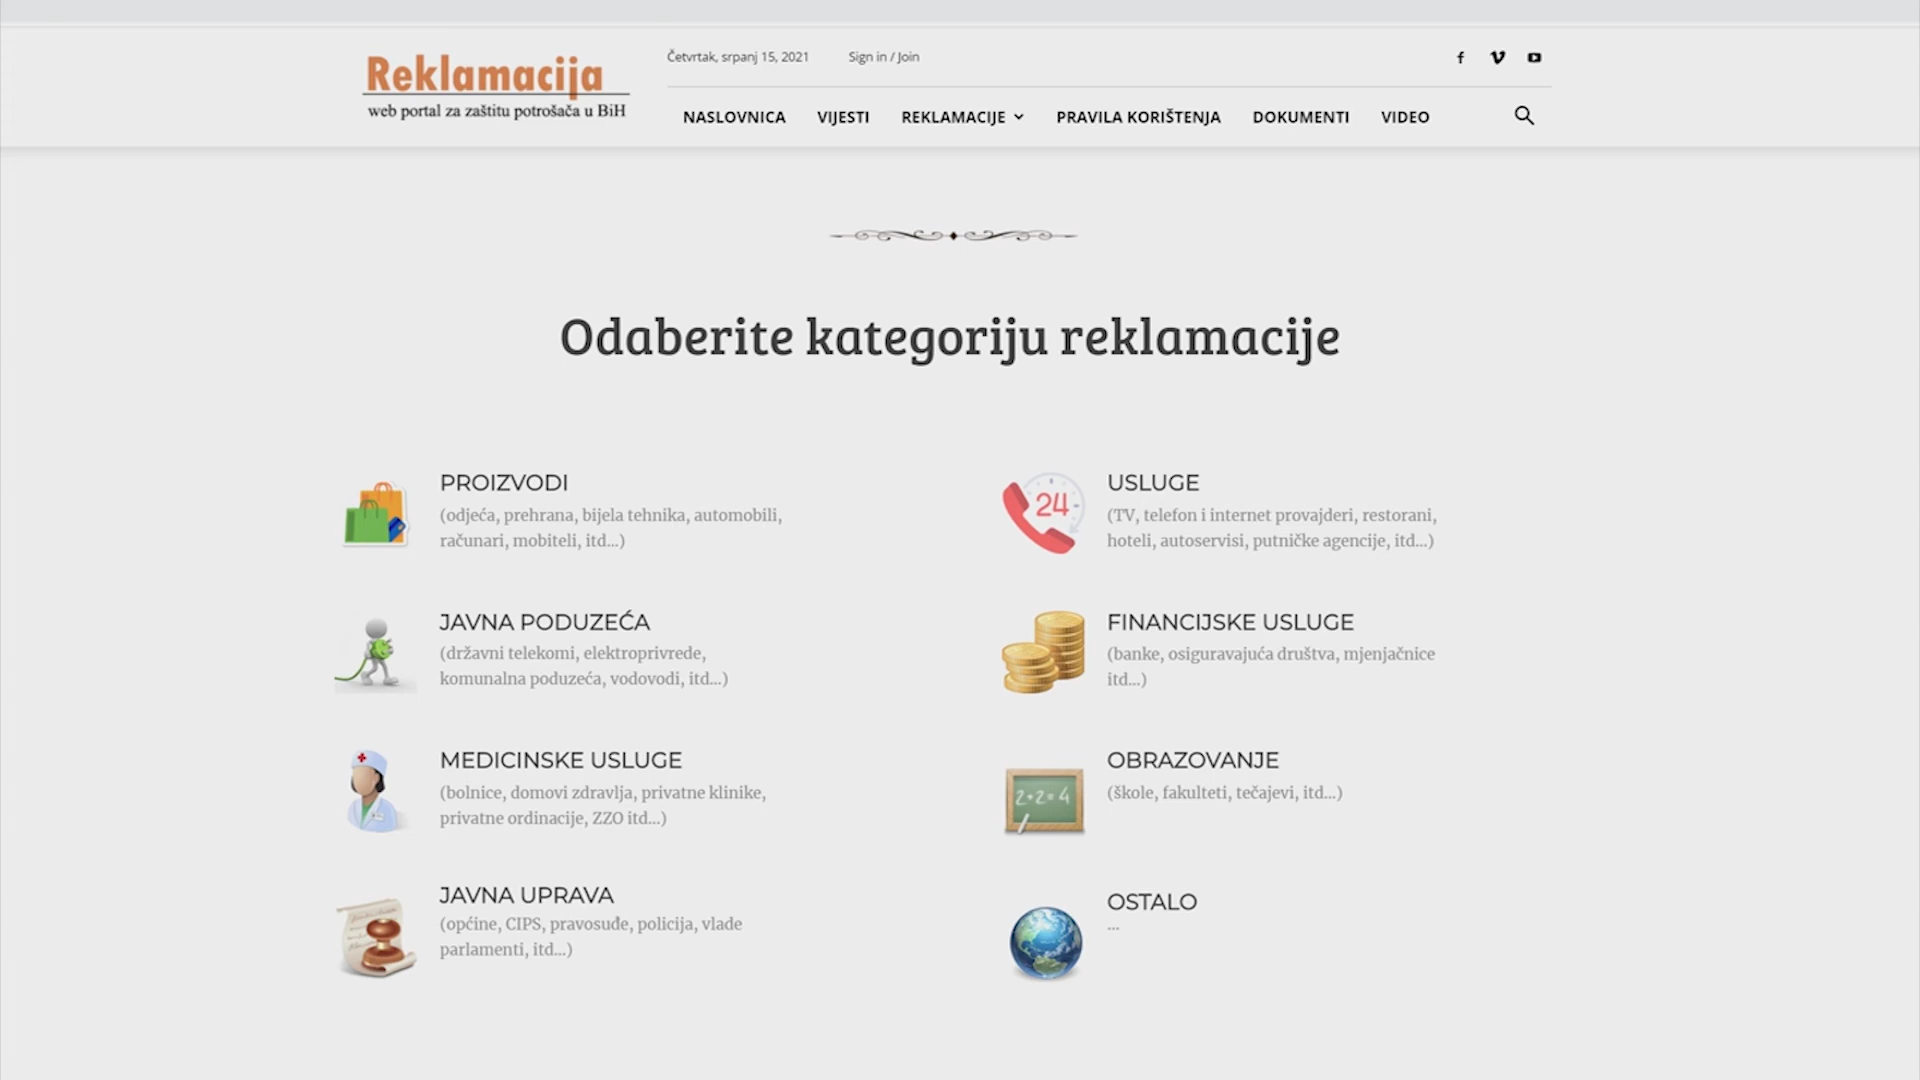 Reklamacija
web portal za zaštitu potrošača u BiH
Četvrtak, srpanj 15, 2021
Sign in / Join
NASLOVNICA
VIJESTI
REKLAMACIJE
PRAVILA KORIŠTENJA
DOKUMENTI
VIDEO
Odaberite kategoriju reklamacije
PROIZVODI
(odjeća, prehrana, bijela tehnika, automobili,
računari, mobiteli, itd...)
24
USLUGE
(TV, telefon i internet provajderi, restorani,
hoteli, autoservisi, putničke agencije, itd...)
JAVNA PODUZEĆA
(državni telekomi, elektroprivrede,
komunalna poduzeća, vodovodi, itd...)
FINANCIJSKE USLUGE
(banke, osiguravajuća društva, mjenjačnice
itd...)
MEDICINSKE USLUGE
(bolnice, domovi zdravlja, privatne klinike,
privatne ordinacije, ZZO itd...)
2+2=4
OBRAZOVANJE
(škole, fakulteti, tečajevi, itd...)
JAVNA UPRAVA
(općine, CIPS, pravosuđe, policija, vlade
parlamenti, itd...)
OSTALO
...